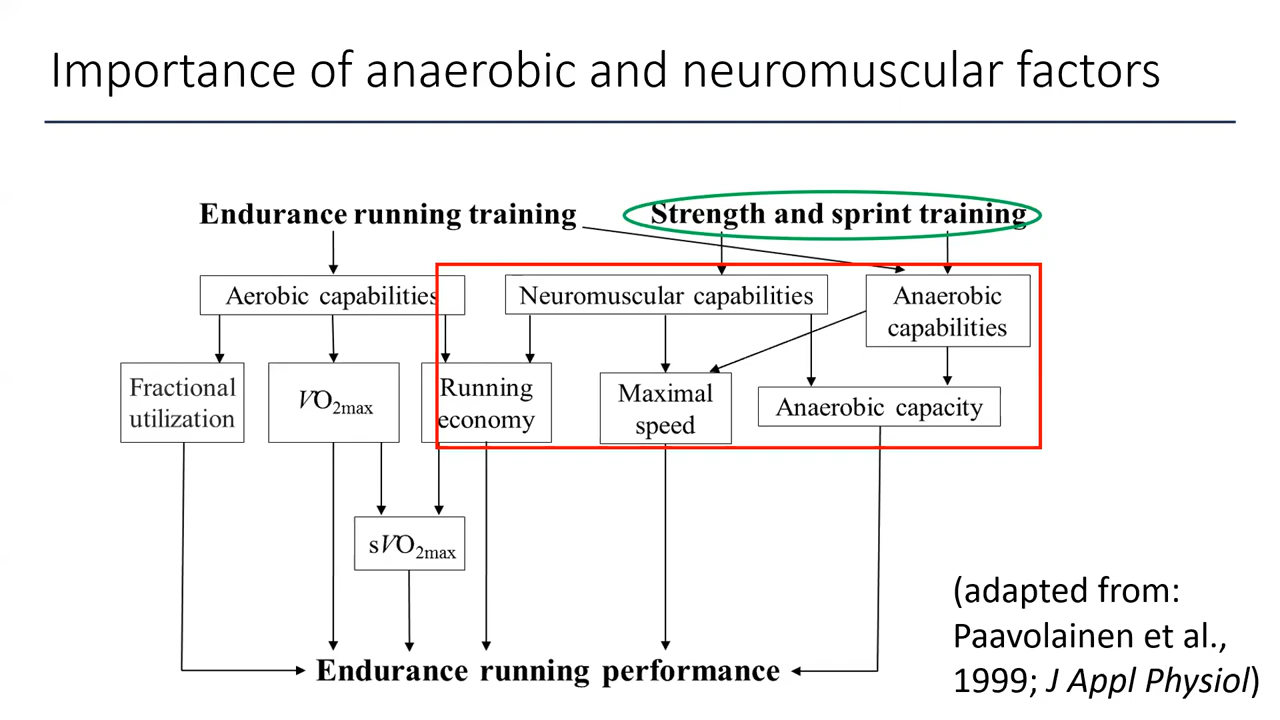 Importance of anaerobic and neuromuscular factors
Endurance running training
Strength and sprint training
Aerobic capabilities
Neuromuscular capabilities
Anaerobic
capabilities
Fractional
utilization
VO2max
Running
economy
Maximal
speed
Anaerobic capacity
sVO2max
Endurance running performance
(adapted from:
Paavolainen et al.,
1999; J Appl Physiol)